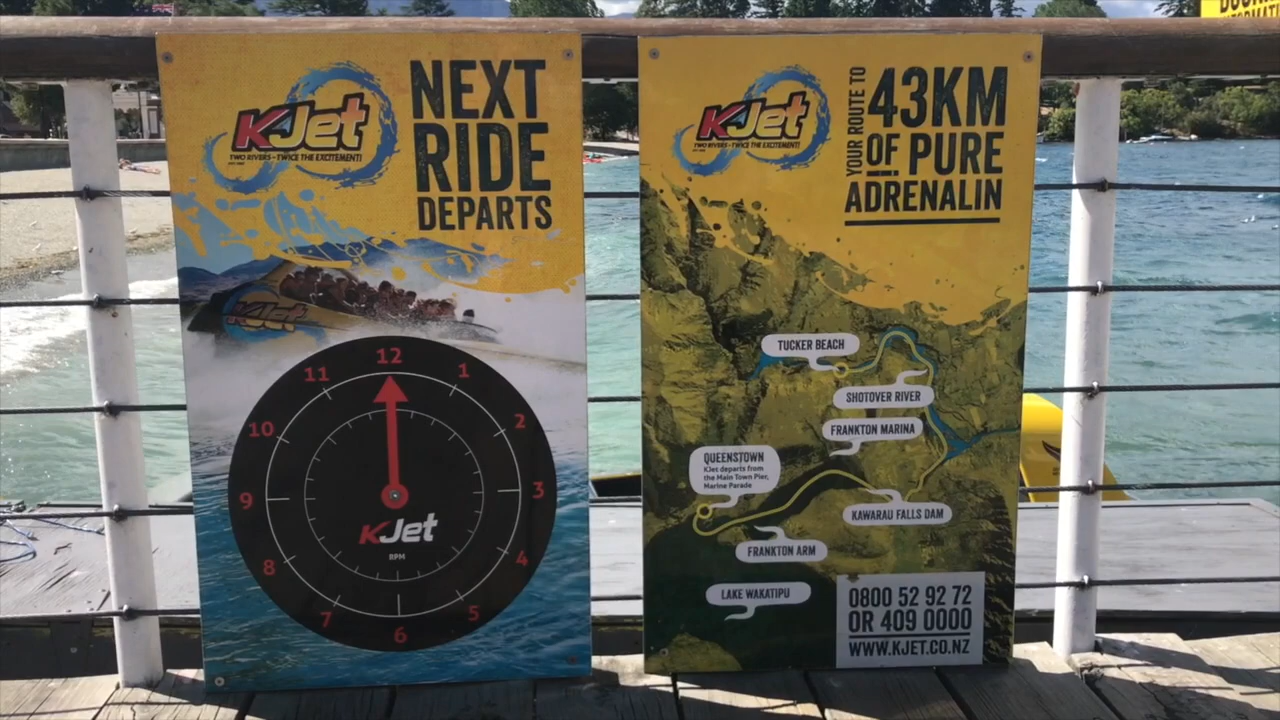 KJet
TWO RIVERS - TWICE THE EXCITEMENT!
NEXT
RIDE
DEPARTS
KJet
12
1
2
3
4
5
6
7
8
9
10
11
KJet
RPM
KJet
TWO RIVERS - TWICE THE EXCITEMENT!
YOUR ROUTE TO
43KM
OF PURE
ADRENALIN
TUCKER BEACH
SHOTOVER RIVER
FRANKTON MARINA
QUEENSTOWN
KJet departs from
the Main Town Pier,
Marine Parade
KAWARAU FALLS DAM
FRANKTON ARM
LAKE WAKATIPU
0800 52 92 72
OR 409 0000
WWW.KJET.CO.NZ